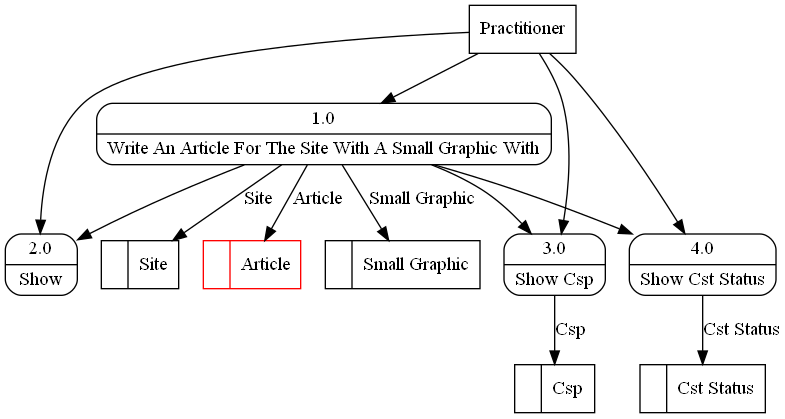 Practitioner
1.0
Write An Article For The Site With A Small Graphic With
Site
Article
Small Graphic
2.0
Show
Site
Article
Small Graphic
3.0
Show Csp
4.0
Show Cst Status
Csp
Cst Status
Csp
Cst Status